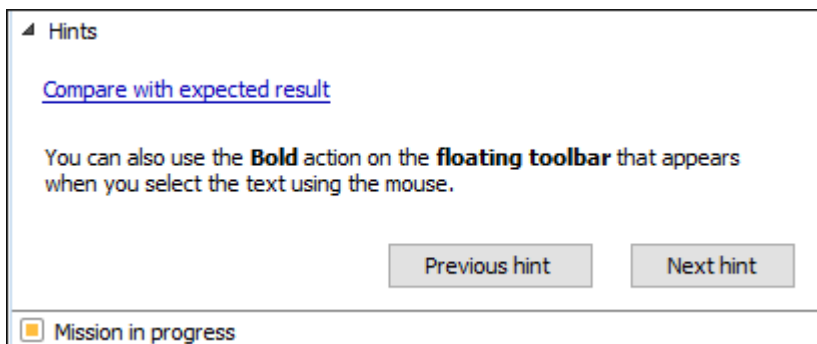 Hints
Compare with expected result
You can also use the Bold action on the floating toolbar that appears
when you select the text using the mouse.
Previous hint Next hint
Mission in progress